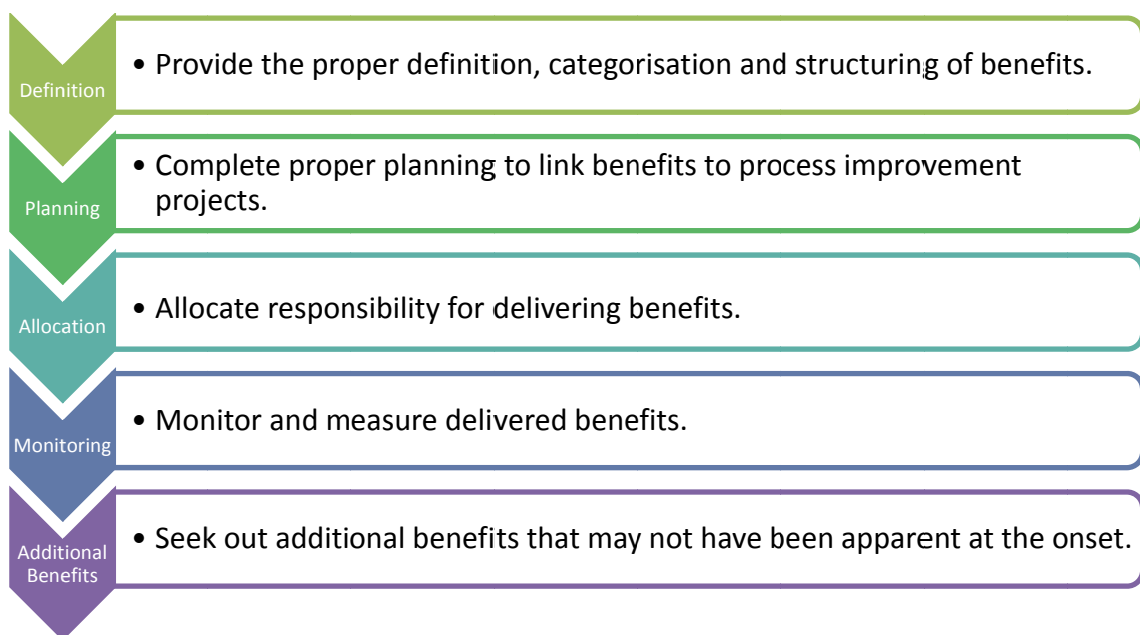 Definition
• Provide the proper definition, categorisation and structuring of benefits.
Planning
• Complete proper planning to link benefits to process improvement
projects.
Allocation
• Allocate responsibility for delivering benefits.
Monitoring
• Monitor and measure delivered benefits.
Additional
Benefits
• Seek out additional benefits that may not have been apparent at the onset.